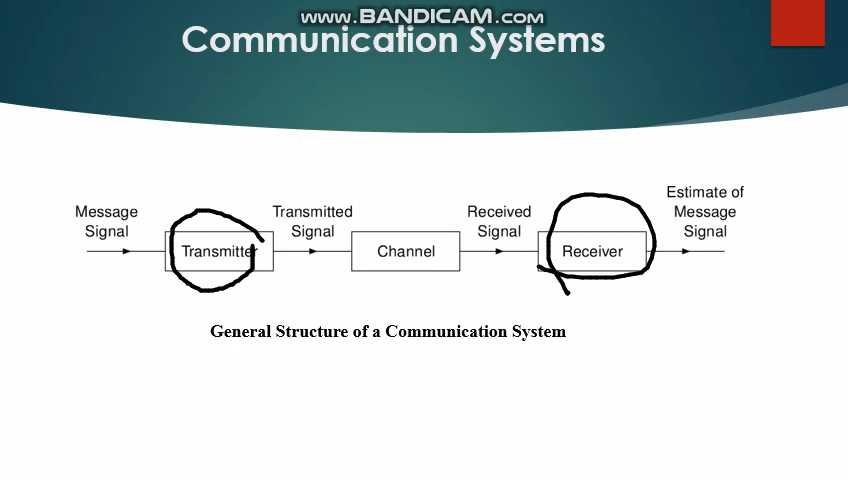 www.BANDICAM.com
Communication Systems
Message
Signal
Transmitter
Transmitted
Signal
Channel
Received
Signal
Receiver
Estimate of
Message
Signal
General Structure of a Communication System